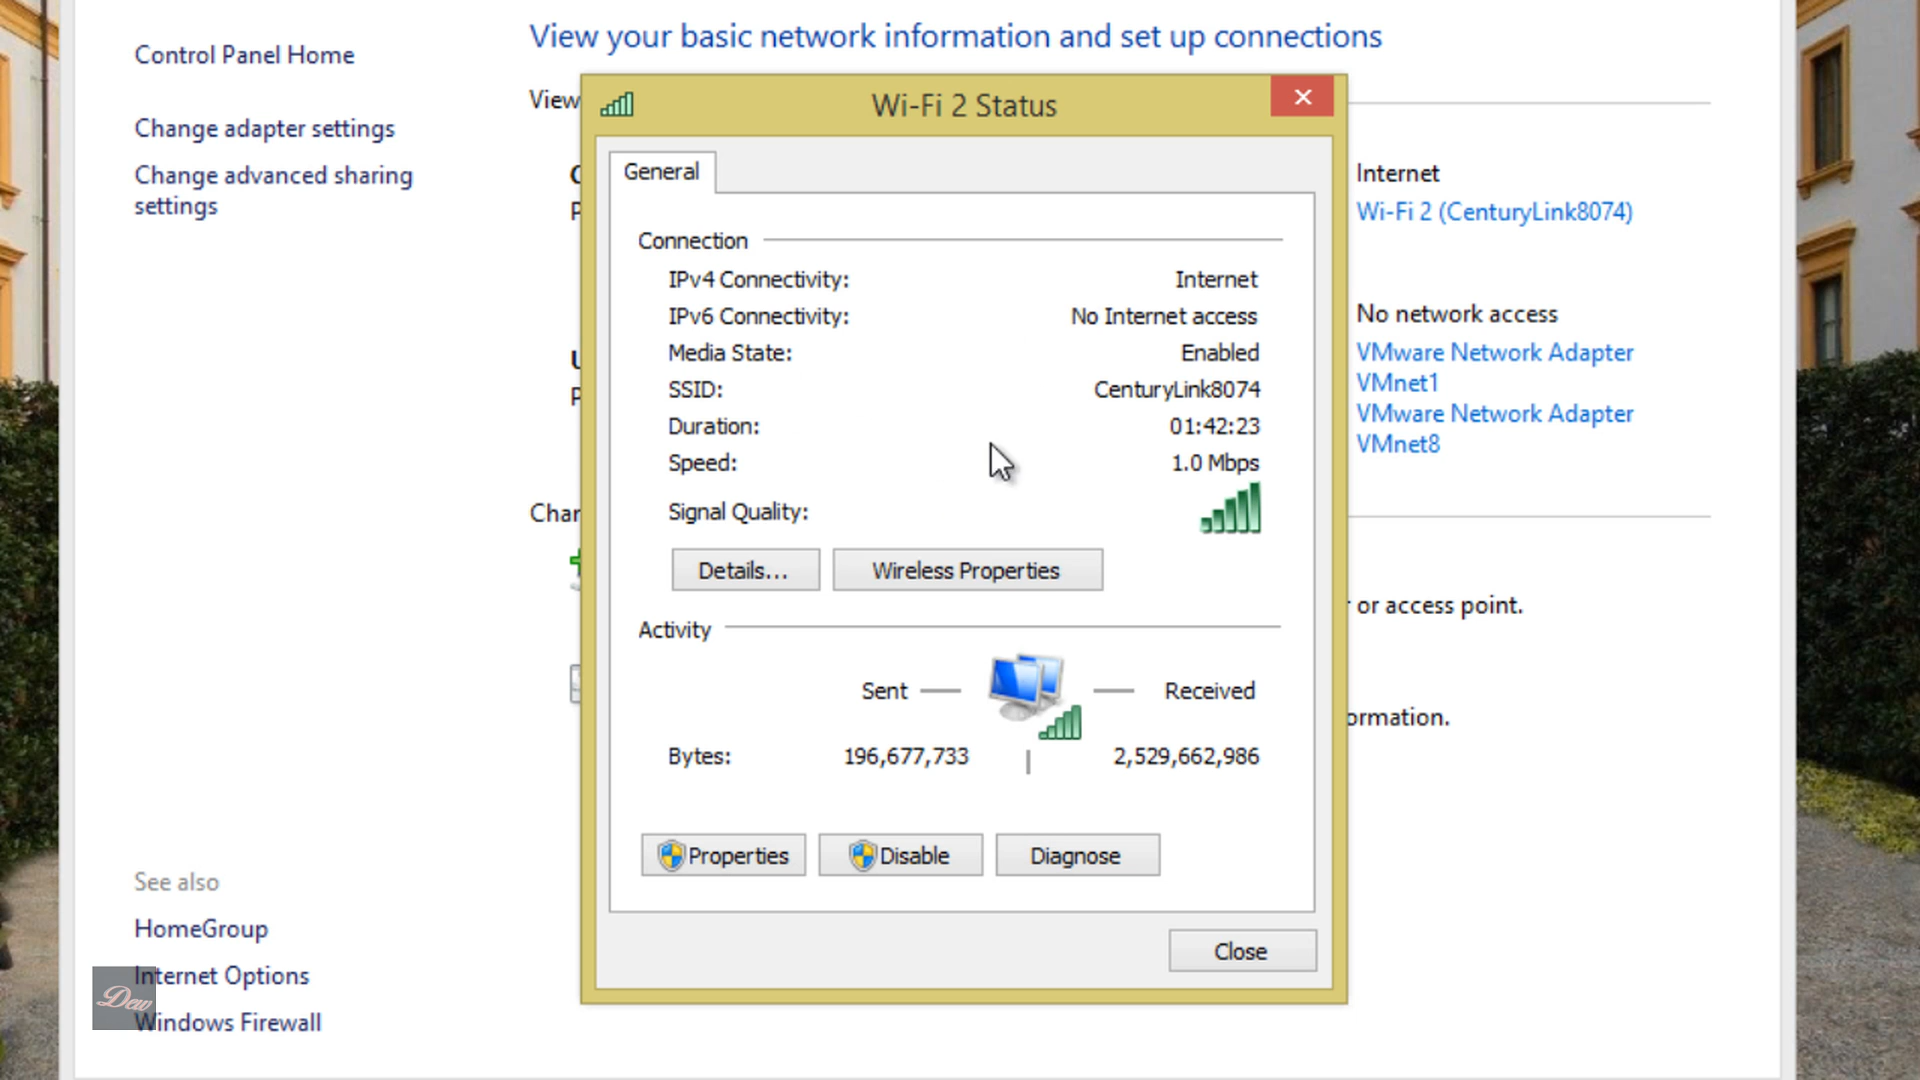 Control Panel Home
Change adapter settings
Change advanced sharing
settings
See also
HomeGroup
Internet Options
Windows Firewall
Dew
View your basic network information and set up connections
View
Wi-Fi 2 Status
General
Connection
IPv4 Connectivity: Internet
IPv6 Connectivity: No Internet access
Media State: Enabled
SSID: CenturyLink8074
Duration: 01:42:23
Speed: 1.0 Mbps
Signal Quality:
Details... Wireless Properties
Activity
Sent Received
Bytes: 196,677,733 2,529,662,986
Properties Disable Diagnose
Close
Internet
Wi-Fi 2 (CenturyLink8074)
No network access
VMware Network Adapter
VMnet1
VMware Network Adapter
VMnet8
or access point.